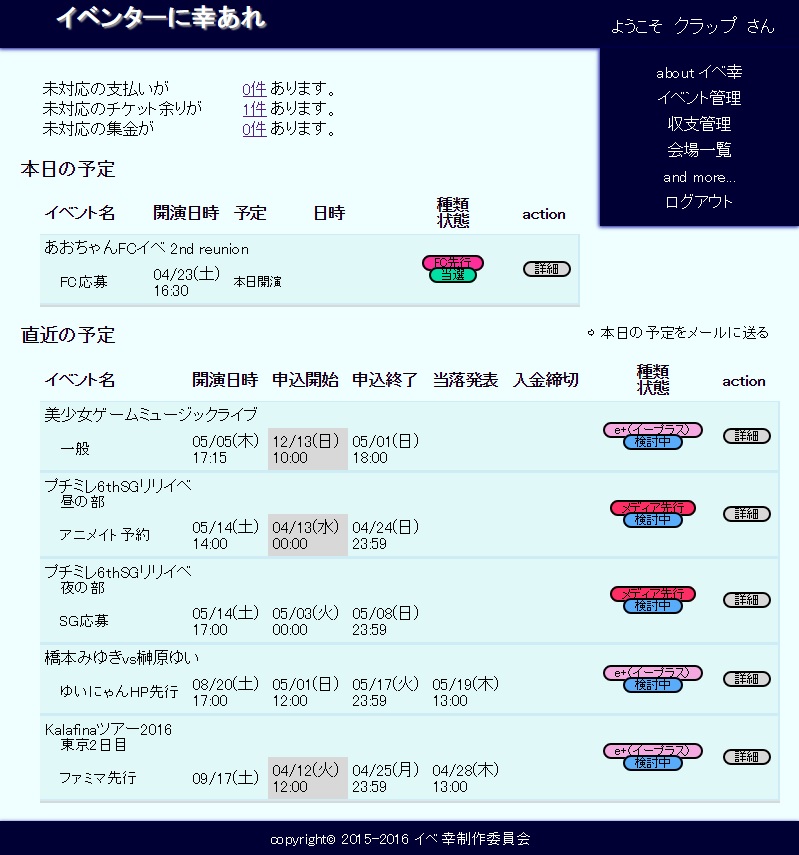 イベンターに幸あれ
ようこそ クラップ さん
about イベ幸
イベント管理
収支管理
会場一覧
and more...
ログアウト
未対応の支払いが 0件 あります。
未対応のチケット余りが 1件 あります。
未対応の集金が 0件 あります。
本日の予定
イベント名 開演日時 予定 日時 種類 状態 action
あおちゃんFCイベ 2nd reunion
FC応募 04/23(土) 16:30 本日開演 FC先行 当選 詳細
直近の予定
⇨ 本日の予定をメールに送る
イベント名 開演日時 申込開始 申込終了 当落発表 入金締切 種類 状態 action
美少女ゲームミュージックライブ
一般 05/05(木) 17:15 12/13(日) 10:00 05/01(日) 18:00 e+(イープラス) 検討中 詳細
プチミレ6thSGリリイベ
昼の部
アニメイト予約 05/14(土) 14:00 04/13(水) 00:00 04/24(日) 23:59 メディア先行 検討中 詳細
プチミレ6thSGリリイベ
夜の部
SG応募 05/14(土) 17:00 05/03(火) 00:00 05/08(日) 23:59 メディア先行 検討中 詳細
橋本みゆきvs榊原ゆい
ゆいにゃんHP先行 08/20(土) 17:00 05/01(日) 12:00 05/17(火) 23:59 05/19(木) 13:00 e+(イープラス) 検討中 詳細
Kalafinaツアー2016
東京2日目
ファミマ先行 09/17(土) 04/12(火) 12:00 04/25(月) 23:59 04/28(木) 13:00 e+(イープラス) 検討中 詳細
copyright© 2015-2016 イベ幸制作委員会